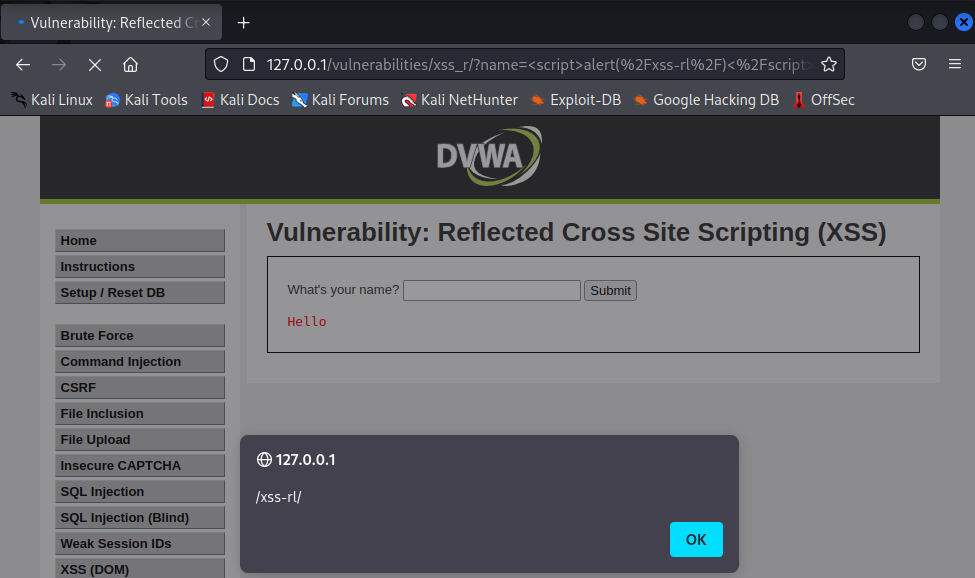 Vulnerability: Reflected Cr
127.0.0.1/vulnerabilities/xss_r/?name=<script>alert(%2Fxss-rl%2F)<%2Fscript>
Kali Linux Kali Tools Kali Docs Kali Forums Kali NetHunter Exploit-DB Google Hacking DB OffSec
DVWA
Vulnerability: Reflected Cross Site Scripting (XSS)
What's your name? Submit
Hello
Home
Instructions
Setup / Reset DB
Brute Force
Command Injection
CSRF
File Inclusion
File Upload
Insecure CAPTCHA
SQL Injection
SQL Injection (Blind)
Weak Session IDs
XSS (DOM)
127.0.0.1
/xss-rl/
OK